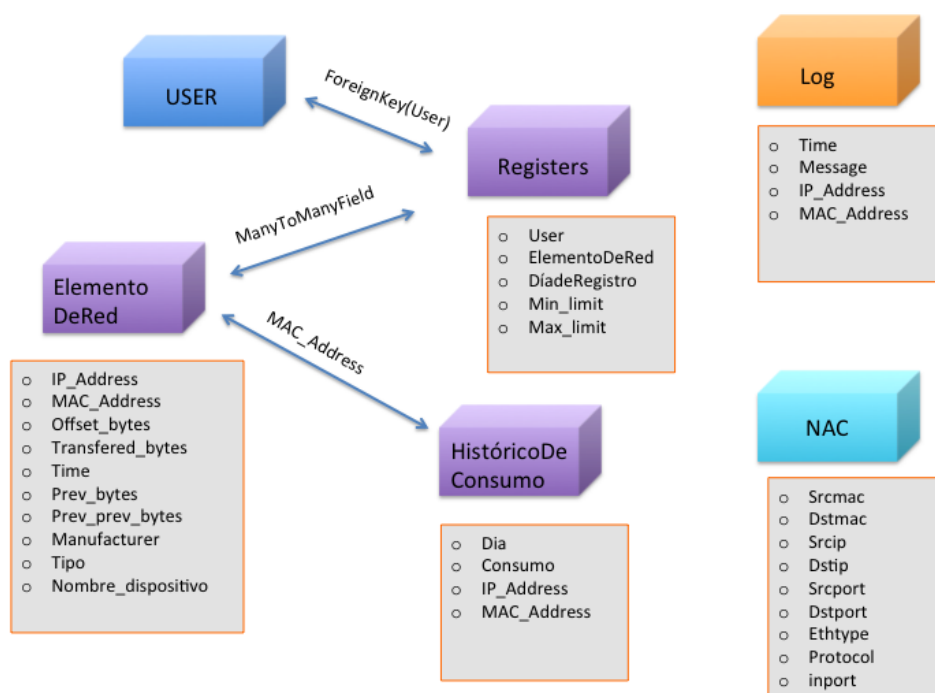 USER
ForeignKey(User)
Registers
o User
o ElementoDeRed
o DíadeRegistro
o Min_limit
o Max_limit
ManyToManyField
Elemento
DeRed
o IP_Address
o MAC_Address
o Offset_bytes
o Transfered_bytes
o Time
o Prev_bytes
o Prev_prev_bytes
o Manufacturer
o Tipo
o Nombre_dispositivo
MAC_Address
HistóricoDe
Consumo
o Dia
o Consumo
o IP_Address
o MAC_Address
Log
o Time
o Message
o IP_Address
o MAC_Address
NAC
o Srcmac
o Dstmac
o Srcip
o Dstip
o Srcport
o Dstport
o Ethtype
o Protocol
o inport